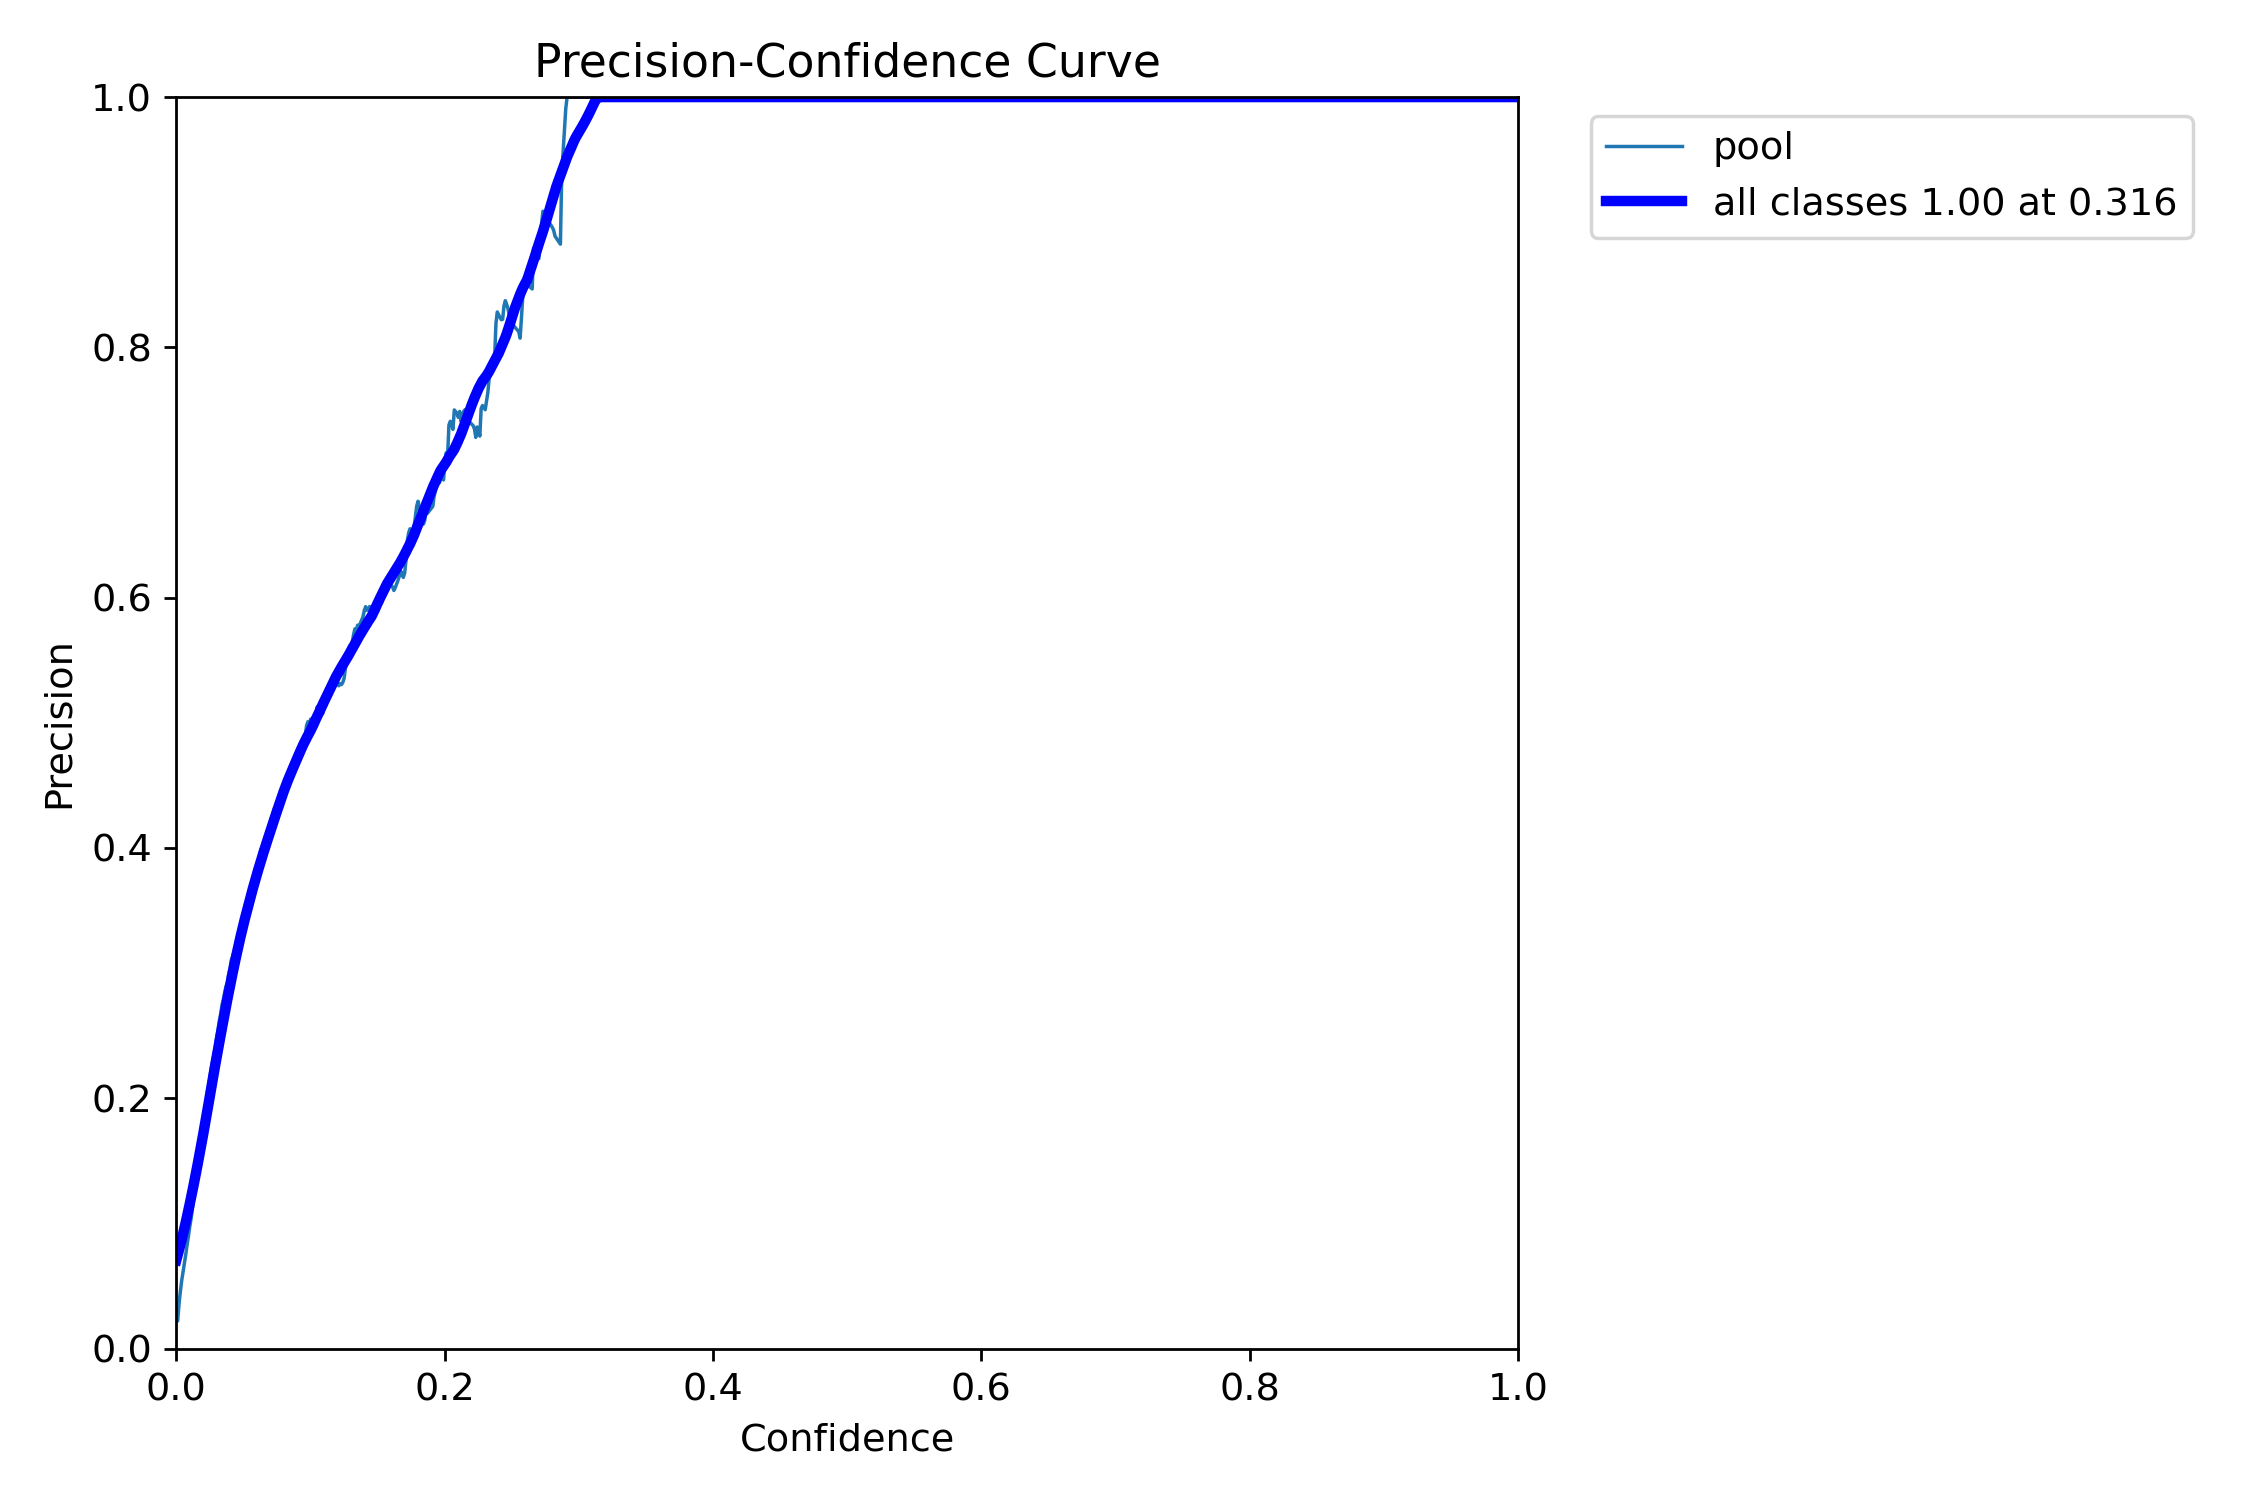 Precision-Confidence Curve
1.0
0.8
0.6
0.4
0.2
0.0
Precision
0.0 0.2 0.4 0.6 0.8 1.0
Confidence
pool
all classes 1.00 at 0.316